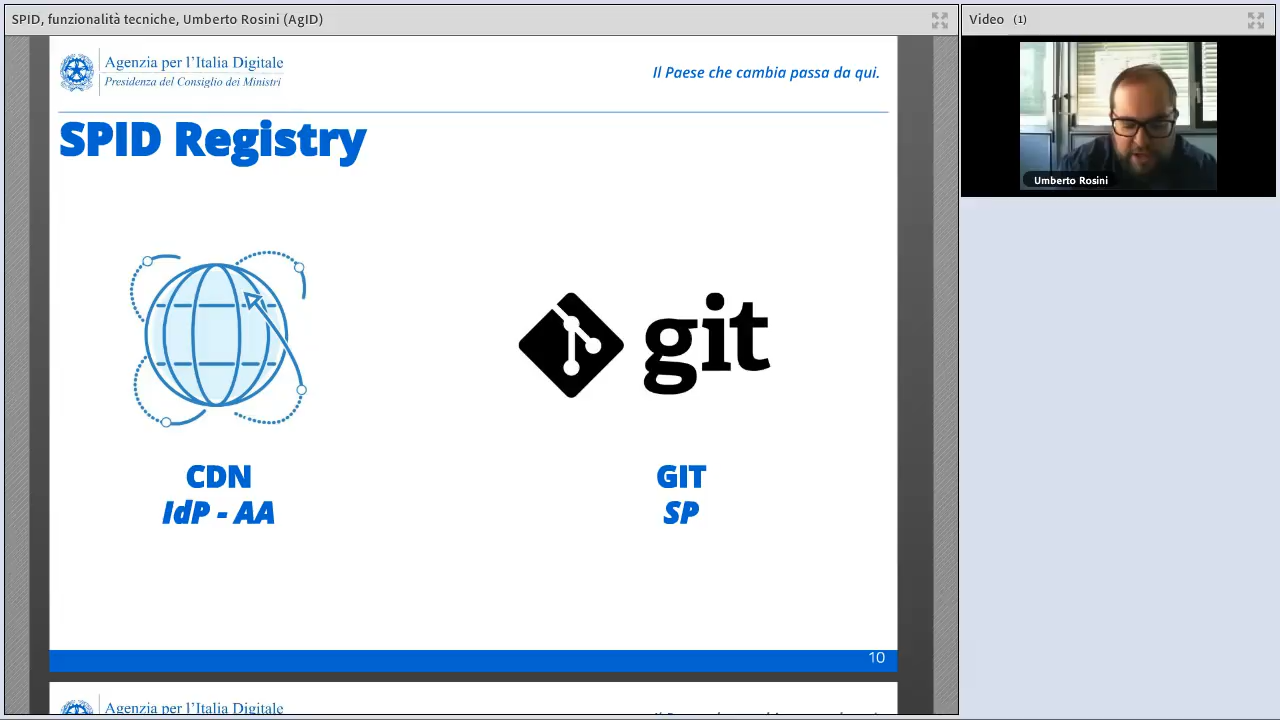 SPID, funzionalità tecniche, Umberto Rosini (AgID)
Video (1)
Agenzia per l'Italia Digitale
Presidenza del Consiglio dei Ministri
Il Paese che cambia passa da qui.
SPID Registry
Umberto Rosini
git
CDN
IdP - AA
GIT
SP
10
Agenzia per l'Italia Digitale